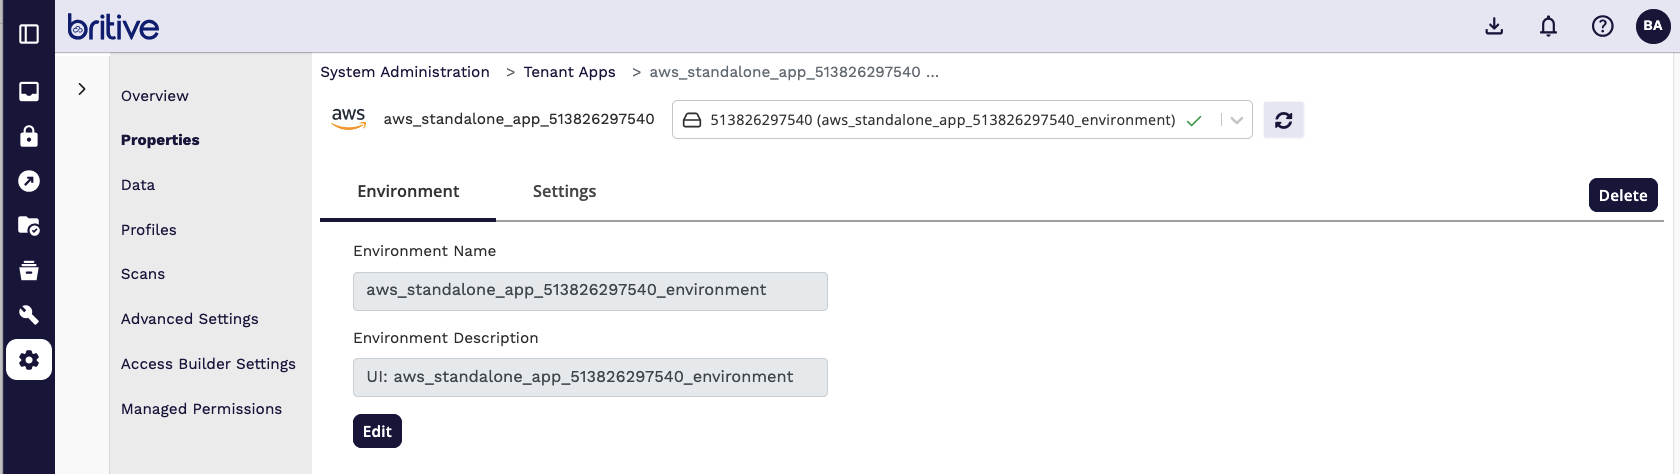 britive
BA
System Administration > Tenant Apps > aws_standalone_app_513826297540 ...
aws aws_standalone_app_513826297540 513826297540 (aws_standalone_app_513826297540_environment)
Overview
Properties
Data
Profiles
Scans
Advanced Settings
Access Builder Settings
Managed Permissions
Environment Settings
Delete
Environment Name
aws_standalone_app_513826297540_environment
Environment Description
UI: aws_standalone_app_513826297540_environment
Edit